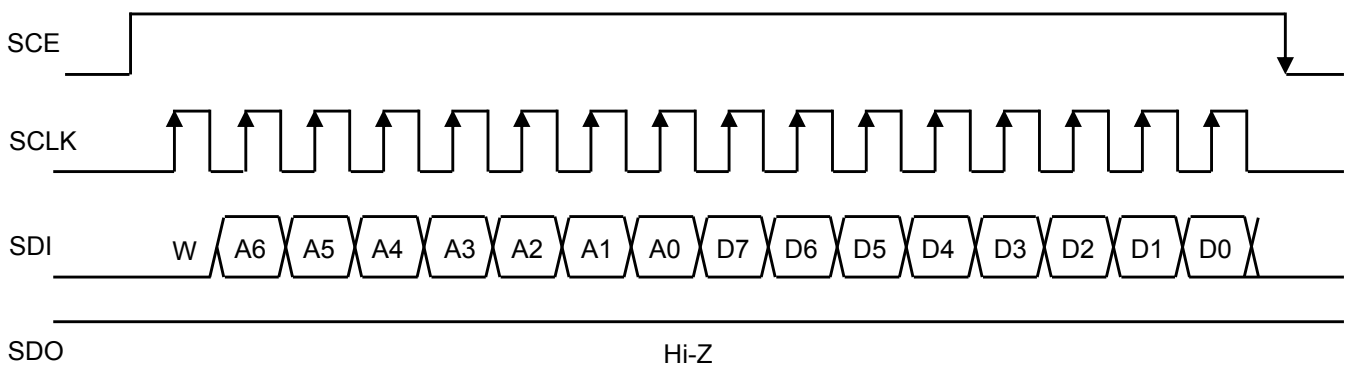 SCE
SCLK
SDI W A6 A5 A4 A3 A2 A1 A0 D7 D6 D5 D4 D3 D2 D1 D0
SDO Hi-Z